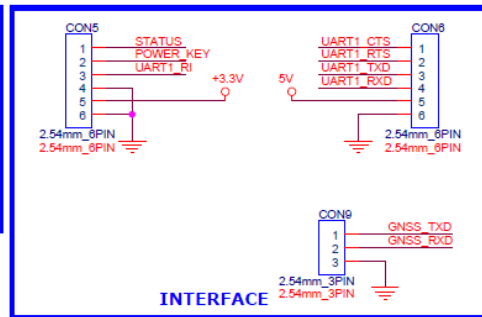 CON5
1 STATUS
2 POWER_KEY
3 UART1_RI
4
5 +3.3V
6
2.54mm_6PIN
2.54mm_6PIN
CON6
UART1_CTS 1
UART1_RTS 2
UART1_TXD 3
UART1_RXD 4
5V 5
6
2.54mm_6PIN
2.54mm_6PIN
CON9
1 GNSS_TXD
2 GNSS_RXD
3
2.54mm_3PIN
2.54mm_3PIN
INTERFACE